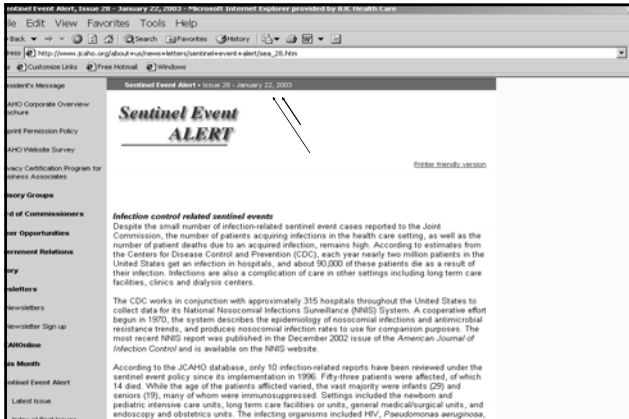 entinel Event Alert, Issue 28 - January 22, 2003 - Microsoft Internet Explorer provided by BJC Health Care
ile Edit View Favorites Tools Help
Back Search Favorites History
ress http://www.jcaho.org/about+us/news+letters/sentinel+event+alert/sea_28.htm
s Customize Links Free Hotmail Windows
esident's Message
AHO Corporate Overview
ochure
print Permission Policy
AHO Website Survey
vacy Certification Program for
siness Associates
isory Groups
rd of Commissioners
eer Opportunities
ernment Relations
ory
sletters
Newsletters
Newsletter Sign up
CAHOnline
is Month
entinel Event Alert
Latest Issue
Sentinel Event Alert • Issue 28 - January 22, 2003
Sentinel Event
ALERT
Printer friendly version
Infection control related sentinel events
Despite the small number of infection-related sentinel event cases reported to the Joint
Commission, the number of patients acquiring infections in the health care setting, as well as the
number of patient deaths due to an acquired infection, remains high. According to estimates from
the Centers for Disease Control and Prevention (CDC), each year nearly two million patients in the
United States get an infection in hospitals, and about 90,000 of these patients die as a result of
their infection. Infections are also a complication of care in other settings including long term care
facilities, clinics and dialysis centers.
The CDC works in conjunction with approximately 315 hospitals throughout the United States to
collect data for its National Nosocomial Infections Surveillance (NNIS) System. A cooperative effort
begun in 1970, the system describes the epidemiology of nosocomial infections and antimicrobial
resistance trends, and produces nosocomial infection rates to use for comparison purposes. The
most recent NNIS report was published in the December 2002 issue of the American Journal of
Infection Control and is available on the NNIS website.
According to the JCAHO database, only 10 infection-related reports have been reviewed under the
sentinel event policy since its implementation in 1996. Fifty-three patients were affected, of which
14 died. While the age of the patients afflicted varied, the vast majority were infants (29) and
seniors (19), many of whom were immunosuppressed. Settings included the newborn and
pediatric intensive care units, long term care facilities or units, general medical/surgical units, and
endoscopy and obstetrics units. The infecting organisms included HIV, Pseudomonas aeruginosa,